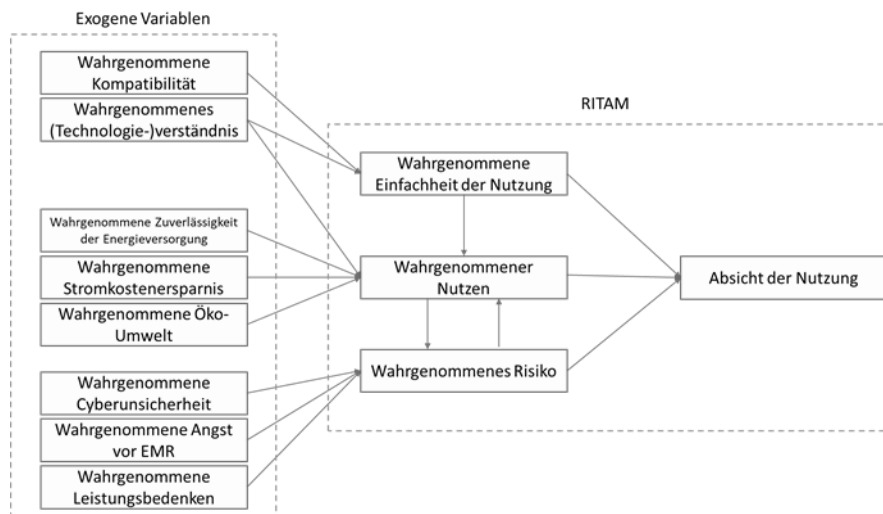 Exogene Variablen
Wahrgenommene
Kompatibilität
Wahrgenommenes
(Technologie-)verständnis
Wahrgenommene Zuverlässigkeit
der Energieversorgung
Wahrgenommene
Stromkostenersparnis
Wahrgenommene Öko-
Umwelt
Wahrgenommene
Cyberunsicherheit
Wahrgenommene Angst
vor EMR
Wahrgenommene
Leistungsbedenken
RITAM
Wahrgenommene
Einfachheit der Nutzung
Wahrgenommener
Nutzen
Wahrgenommenes Risiko
Absicht der Nutzung